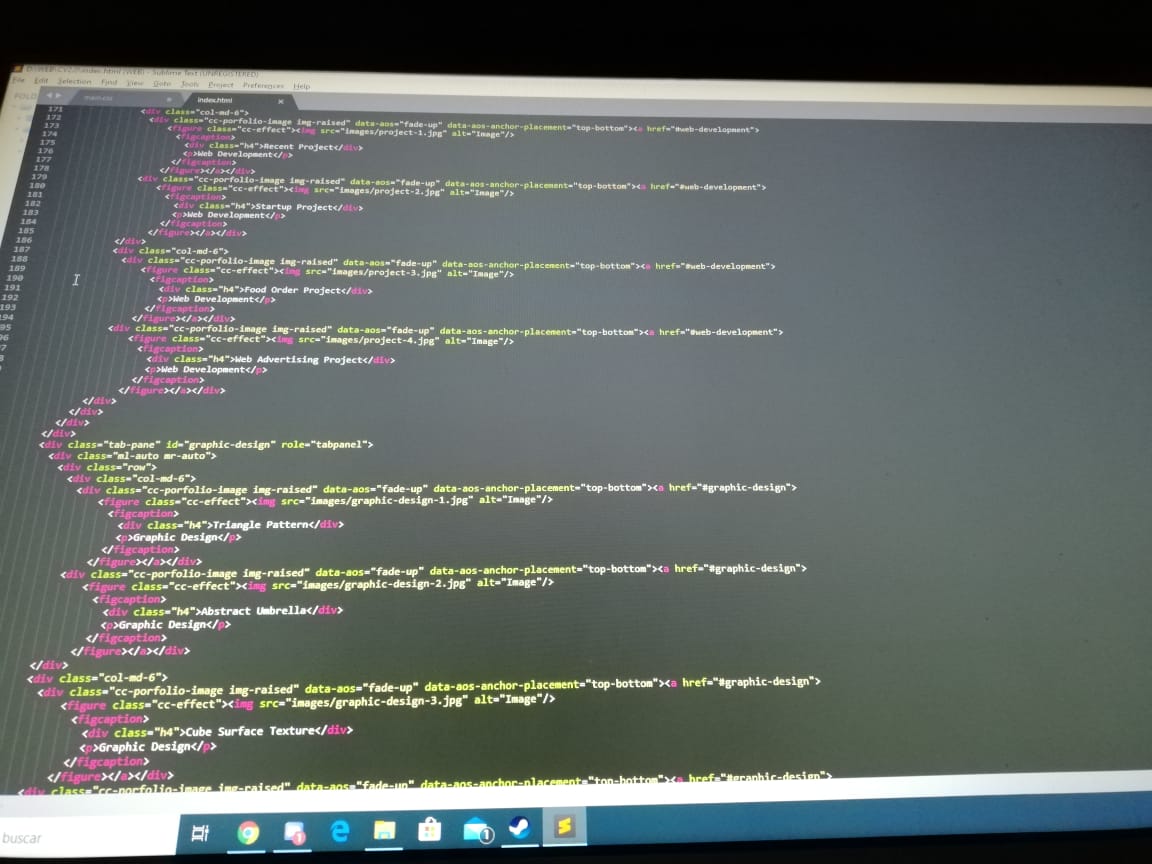 D:\WEB\CV22\index.html (WEB) - Sublime Text (UNREGISTERED)
File Edit Selection Find View Goto Tools Project Preferences Help
FOLD
main.css index.html
171 <div class="col-md-6">
172 <div class="cc-porfolio-image img-raised" data-aos="fade-up" data-aos-anchor-placement="top-bottom"><a href="#web-development">
173 <figure class="cc-effect"><img src="images/project-1.jpg" alt="Image"/>
174 <figcaption>
175 <div class="h4">Recent Project</div>
176 <p>Web Development</p>
177 </figcaption>
178 </figure></a></div>
179 <div class="cc-porfolio-image img-raised" data-aos="fade-up" data-aos-anchor-placement="top-bottom"><a href="#web-development">
180 <figure class="cc-effect"><img src="images/project-2.jpg" alt="Image"/>
181 <figcaption>
182 <div class="h4">Startup Project</div>
183 <p>Web Development</p>
184 </figcaption>
185 </figure></a></div>
186 </div>
187 <div class="col-md-6">
188 <div class="cc-porfolio-image img-raised" data-aos="fade-up" data-aos-anchor-placement="top-bottom"><a href="#web-development">
189 <figure class="cc-effect"><img src="images/project-3.jpg" alt="Image"/>
190 <figcaption>
191 <div class="h4">Food Order Project</div>
192 <p>Web Development</p>
193 </figcaption>
194 </figure></a></div>
95 <div class="cc-porfolio-image img-raised" data-aos="fade-up" data-aos-anchor-placement="top-bottom"><a href="#web-development">
96 <figure class="cc-effect"><img src="images/project-4.jpg" alt="Image"/>
7 <figcaption>
8 <div class="h4">Web Advertising Project</div>
<p>Web Development</p>
</figcaption>
</figure></a></div>
</div>
</div>
</div>
</div>
<div class="tab-pane" id="graphic-design" role="tabpanel">
<div class="ml-auto mr-auto">
<div class="row">
<div class="col-md-6">
<div class="cc-porfolio-image img-raised" data-aos="fade-up" data-aos-anchor-placement="top-bottom"><a href="#graphic-design">
<figure class="cc-effect"><img src="images/graphic-design-1.jpg" alt="Image"/>
<figcaption>
<div class="h4">Triangle Pattern</div>
<p>Graphic Design</p>
</figcaption>
</figure></a></div>
<div class="cc-porfolio-image img-raised" data-aos="fade-up" data-aos-anchor-placement="top-bottom"><a href="#graphic-design">
<figure class="cc-effect"><img src="images/graphic-design-2.jpg" alt="Image"/>
<figcaption>
<div class="h4">Abstract Umbrella</div>
<p>Graphic Design</p>
</figcaption>
</figure></a></div>
</div>
<div class="col-md-6">
<div class="cc-porfolio-image img-raised" data-aos="fade-up" data-aos-anchor-placement="top-bottom"><a href="#graphic-design">
<figure class="cc-effect"><img src="images/graphic-design-3.jpg" alt="Image"/>
<figcaption>
<div class="h4">Cube Surface Texture</div>
<p>Graphic Design</p>
</figcaption>
</figure></a></div>
<div class="cc-porfolio-image img-raised" data-aos="fade-up" data-aos-anchor-placement="top-bottom"><a href="#graphic-design">
buscar
1
1